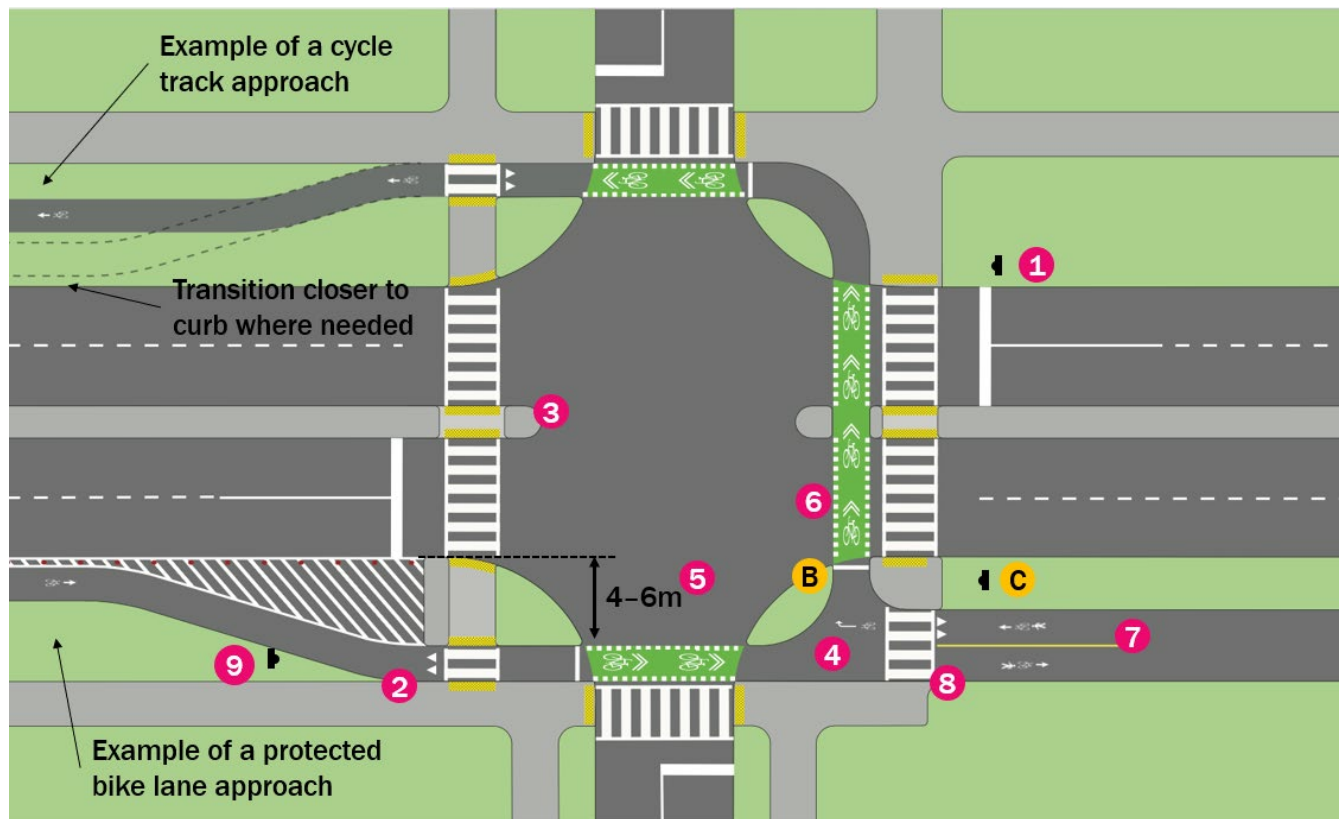 Example of a cycle
track approach
1
Transition closer to
curb where needed
3
6
5
B
C
4–6m
7
4
9
2
8
Example of a protected
bike lane approach